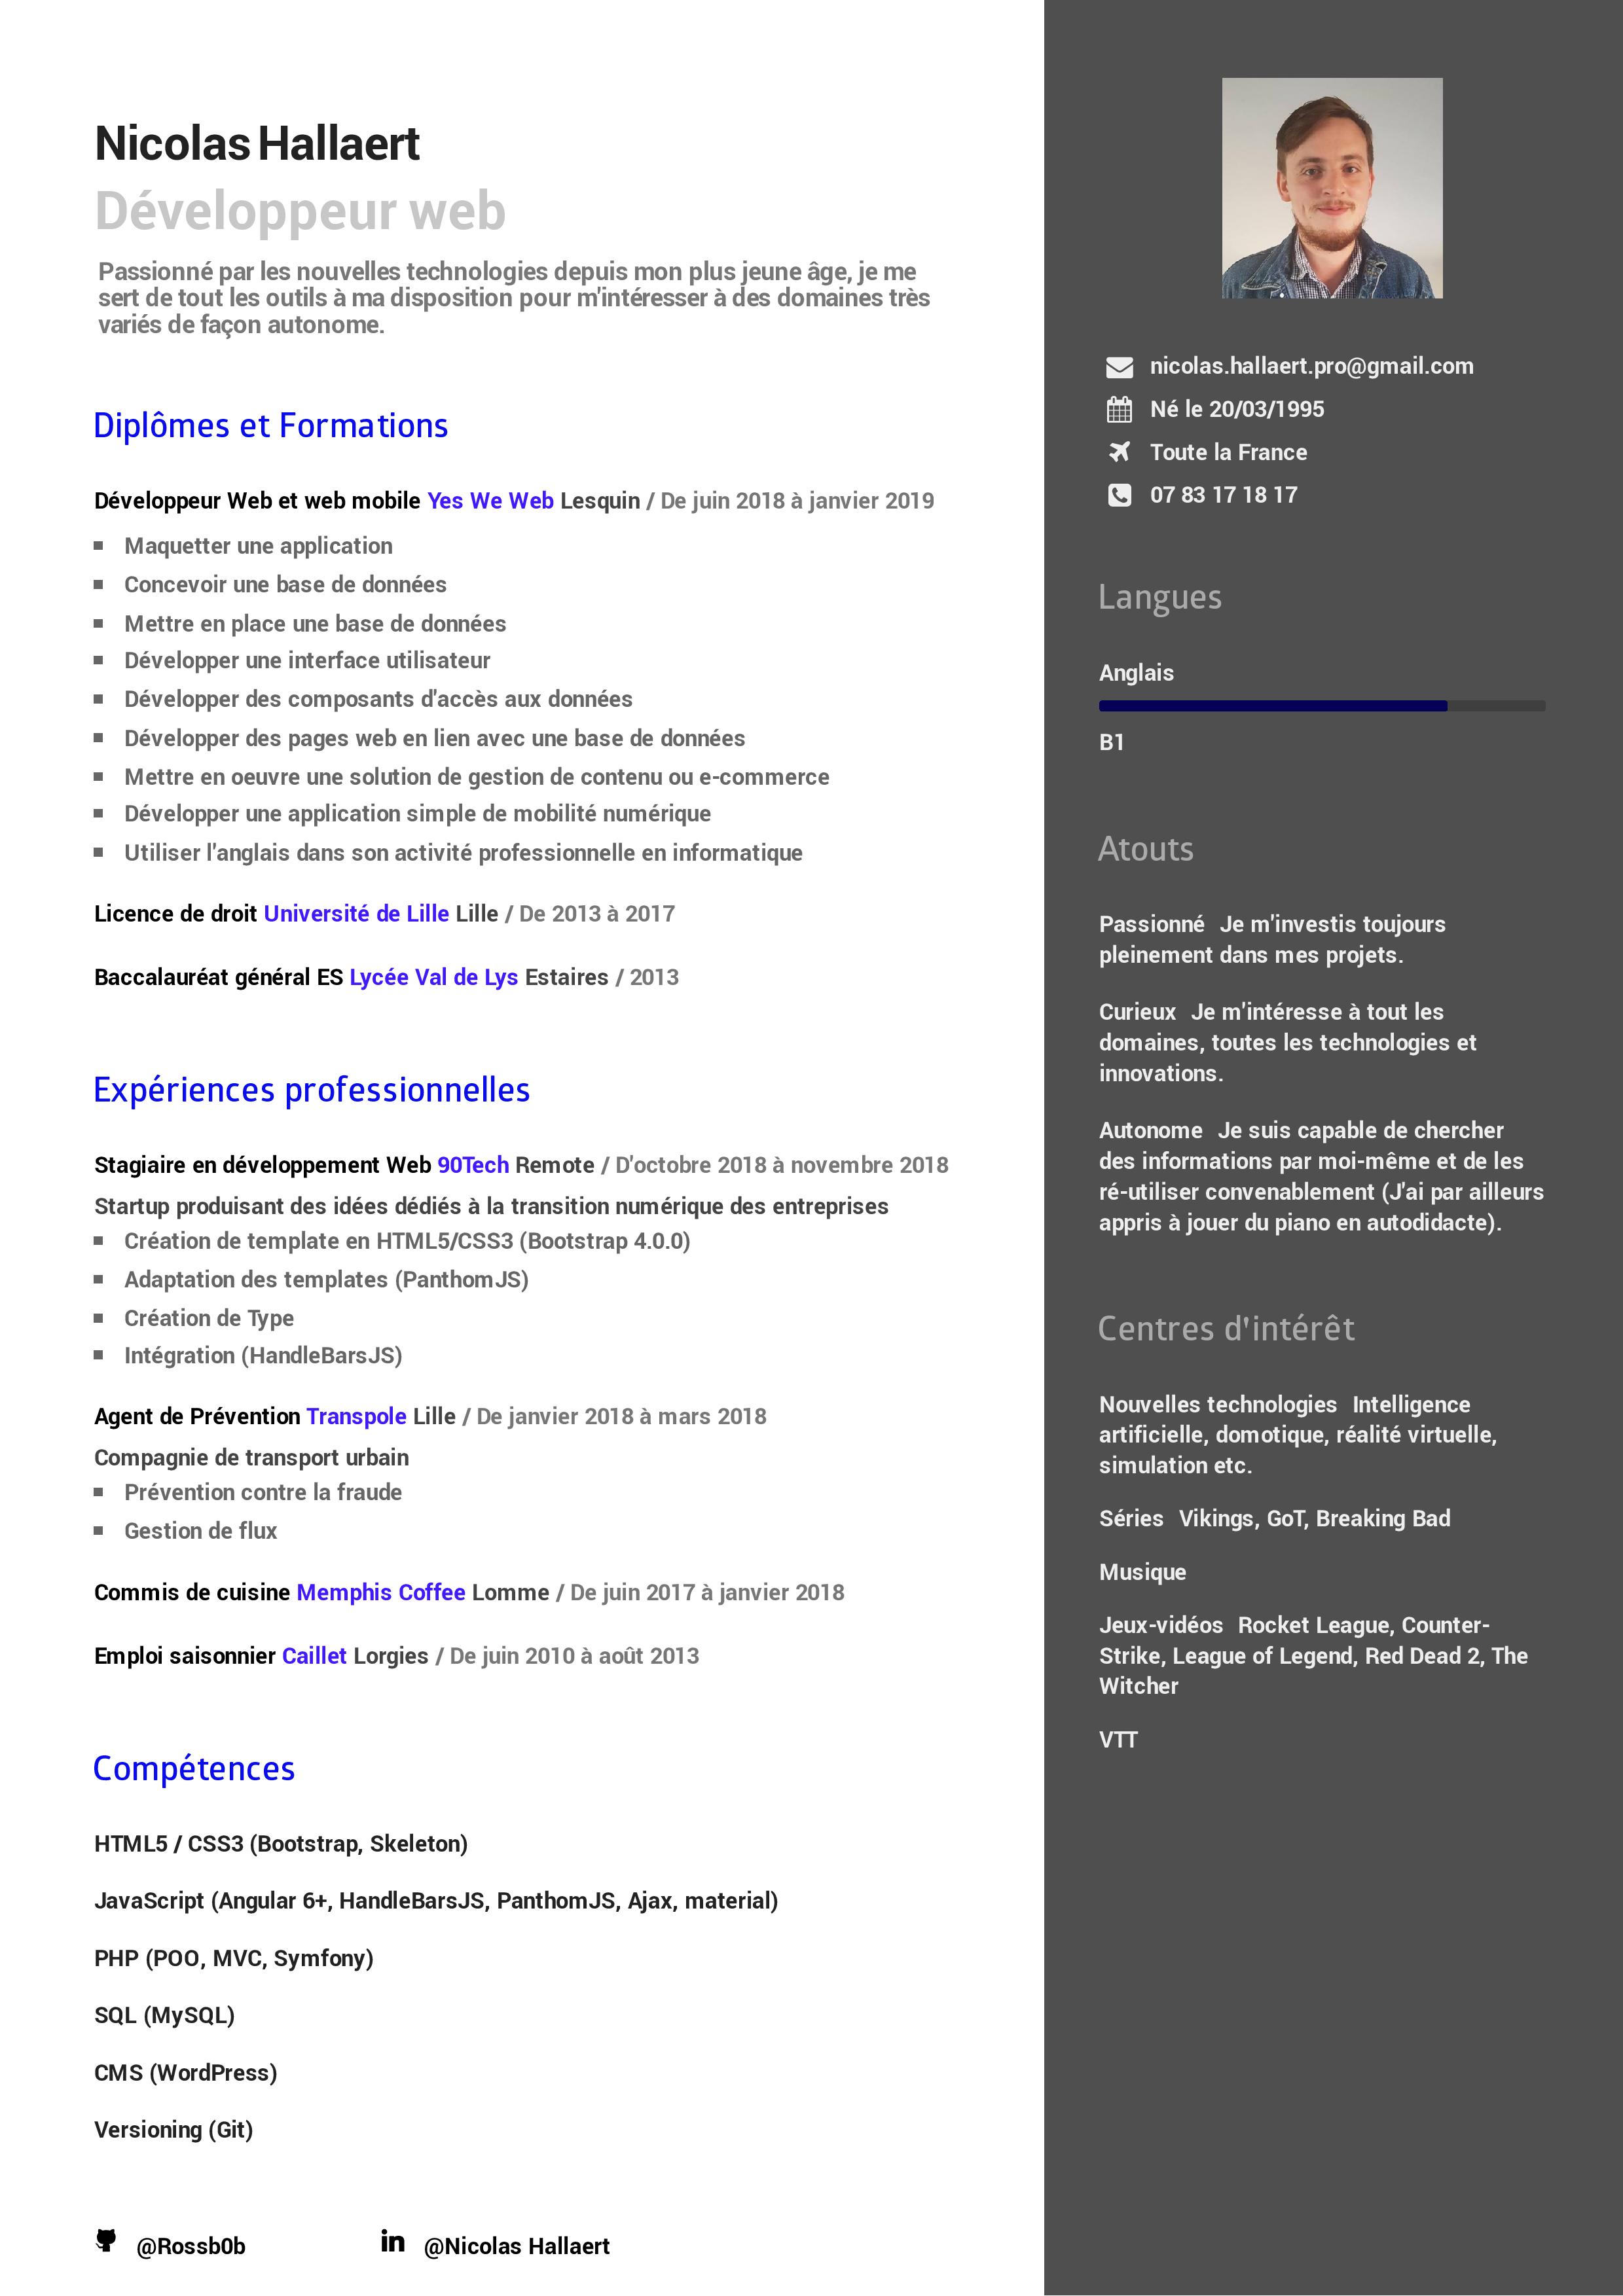 Nicolas Hallaert
Développeur web
Passionné par les nouvelles technologies depuis mon plus jeune âge, je me
sert de tout les outils à ma disposition pour m'intéresser à des domaines très
variés de façon autonome.
Diplômes et Formations
Développeur Web et web mobile Yes We Web Lesquin / De juin 2018 à janvier 2019
Maquetter une application
Concevoir une base de données
Mettre en place une base de données
Développer une interface utilisateur
Développer des composants d'accès aux données
Développer des pages web en lien avec une base de données
Mettre en oeuvre une solution de gestion de contenu ou e-commerce
Développer une application simple de mobilité numérique
Utiliser l'anglais dans son activité professionnelle en informatique
Licence de droit Université de Lille Lille / De 2013 à 2017
Baccalauréat général ES Lycée Val de Lys Estaires / 2013
Expériences professionnelles
Stagiaire en développement Web 90Tech Remote / D'octobre 2018 à novembre 2018
Startup produisant des idées dédiés à la transition numérique des entreprises
Création de template en HTML5/CSS3 (Bootstrap 4.0.0)
Adaptation des templates (PanthomJS)
Création de Type
Intégration (HandleBarsJS)
Agent de Prévention Transpole Lille / De janvier 2018 à mars 2018
Compagnie de transport urbain
Prévention contre la fraude
Gestion de flux
Commis de cuisine Memphis Coffee Lomme / De juin 2017 à janvier 2018
Emploi saisonnier Caillet Lorgies / De juin 2010 à août 2013
Compétences
HTML5 / CSS3 (Bootstrap, Skeleton)
JavaScript (Angular 6+, HandleBarsJS, PanthomJS, Ajax, material)
PHP (POO, MVC, Symfony)
SQL (MySQL)
CMS (WordPress)
Versioning (Git)
@Rossb0b
@Nicolas Hallaert
nicolas.hallaert.pro@gmail.com
Né le 20/03/1995
Toute la France
07 83 17 18 17
Langues
Anglais
B1
Atouts
Passionné Je m'investis toujours
pleinement dans mes projets.
Curieux Je m'intéresse à tout les
domaines, toutes les technologies et
innovations.
Autonome Je suis capable de chercher
des informations par moi-même et de les
ré-utiliser convenablement (J'ai par ailleurs
appris à jouer du piano en autodidacte).
Centres d'intérêt
Nouvelles technologies Intelligence
artificielle, domotique, réalité virtuelle,
simulation etc.
Séries Vikings, GoT, Breaking Bad
Musique
Jeux-vidéos Rocket League, Counter-
Strike, League of Legend, Red Dead 2, The
Witcher
VTT